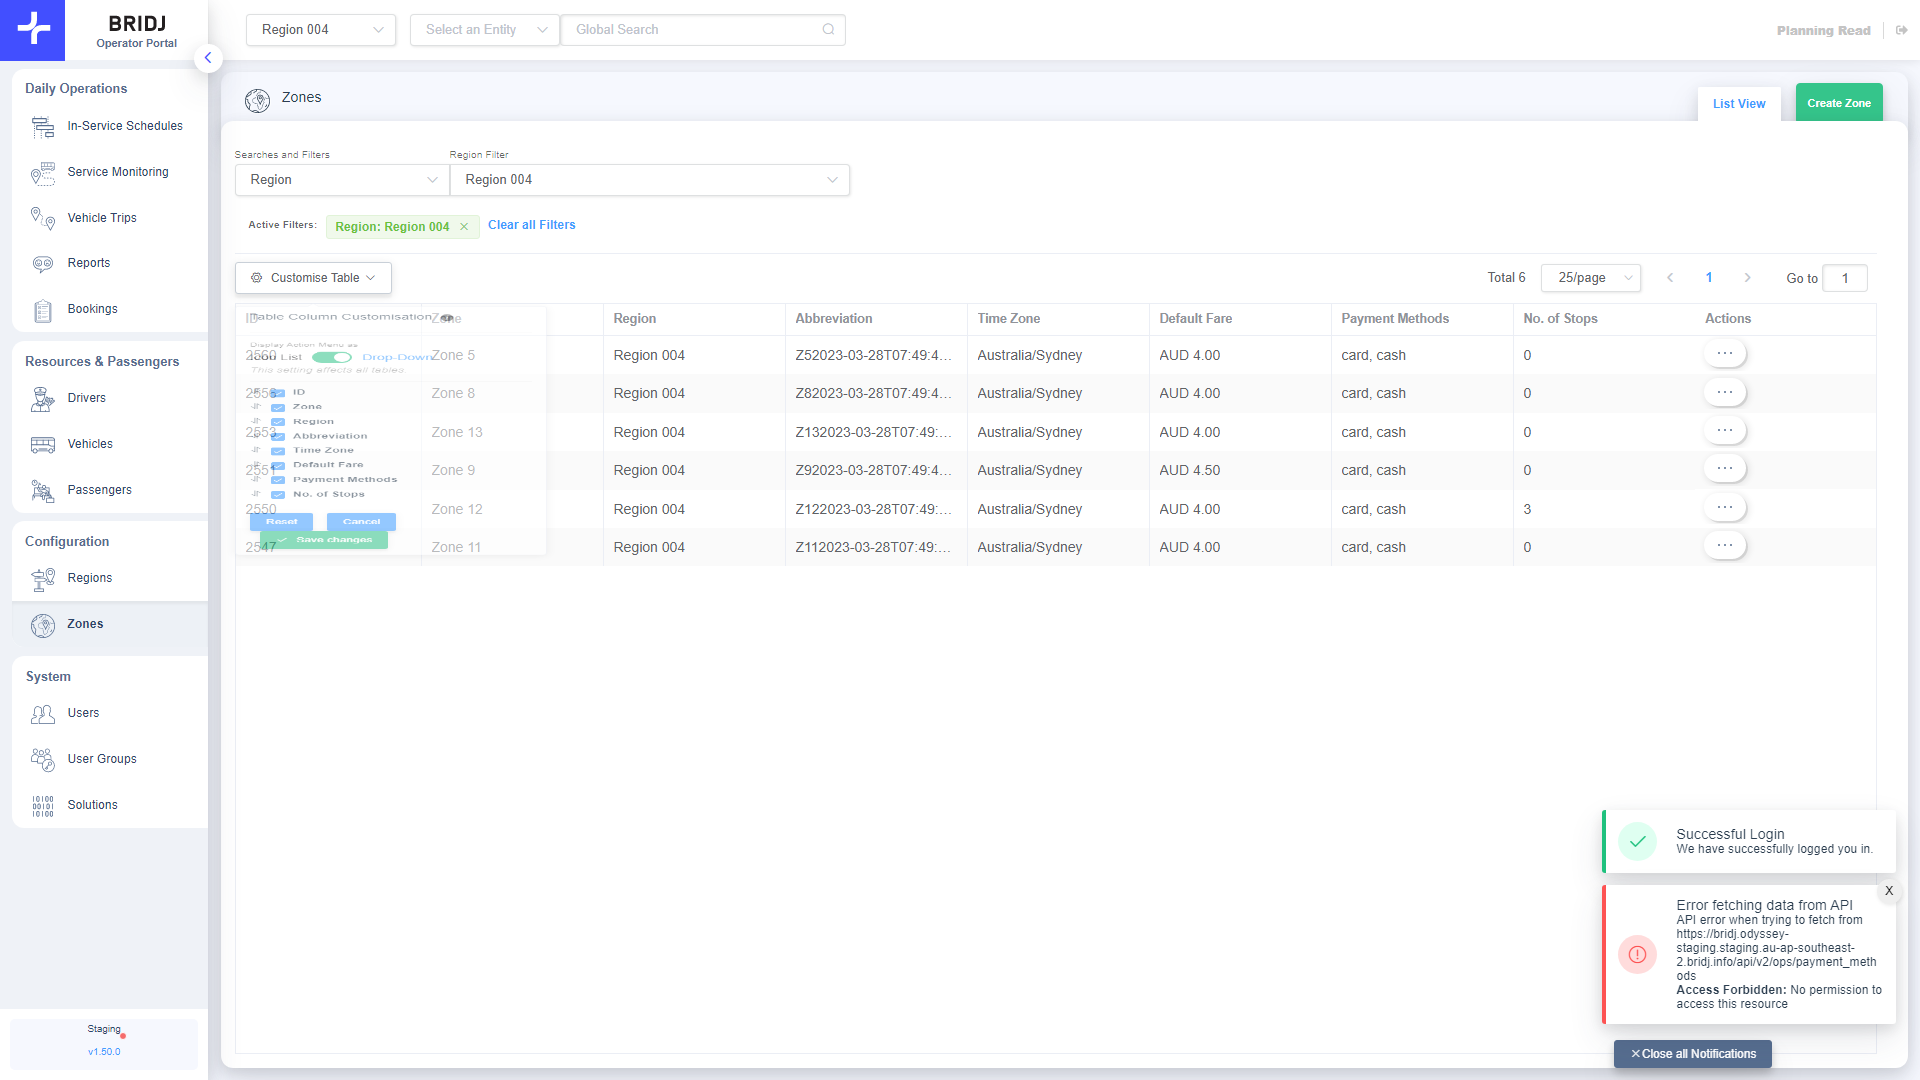 BRIDJ
Operator Portal
Region 004
Select an Entity
Global Search
Planning Read
Daily Operations
In-Service Schedules
Service Monitoring
Vehicle Trips
Reports
Bookings
Resources & Passengers
Drivers
Vehicles
Passengers
Configuration
Regions
Zones
System
Users
User Groups
Solutions
Staging
v1.50.0
Zones
List View
Create Zone
Searches and Filters
Region Filter
Region
Region 004
Active Filters:
Region: Region 004
Clear all Filters
Customise Table
Total 6
25/page
1
Go to
1
ID Zone Region Abbreviation Time Zone Default Fare Payment Methods No. of Stops Actions
2560 Zone 5 Region 004 Z52023-03-28T07:49:4... Australia/Sydney AUD 4.00 card, cash 0 ...
2556 Zone 8 Region 004 Z82023-03-28T07:49:4... Australia/Sydney AUD 4.00 card, cash 0 ...
2553 Zone 13 Region 004 Z132023-03-28T07:49:... Australia/Sydney AUD 4.00 card, cash 0 ...
2551 Zone 9 Region 004 Z92023-03-28T07:49:4... Australia/Sydney AUD 4.50 card, cash 0 ...
2550 Zone 12 Region 004 Z122023-03-28T07:49:... Australia/Sydney AUD 4.00 card, cash 3 ...
2547 Zone 11 Region 004 Z112023-03-28T07:49:... Australia/Sydney AUD 4.00 card, cash 0 ...
Table Column Customisation
Display Action Menu as
List Drop-Down
This setting effects all tables.
ID
Zone
Region
Abbreviation
Time Zone
Default Fare
Payment Methods
No. of Stops
Reset
Cancel
Save changes
Successful Login
We have successfully logged you in.
X
Error fetching data from API
API error when trying to fetch from
https://bridj.odyssey-
staging.staging.au-ap-southeast-
2.bridj.info/api/v2/ops/payment_meth
ods
Access Forbidden: No permission to
access this resource
Close all Notifications